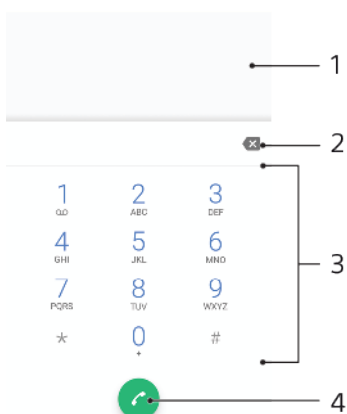 1
2
1 2 3
ABC DEF
4 5 6
GHI JKL MNO
3
7 8 9
PQRS TUV WXYZ
* 0 #
+
4